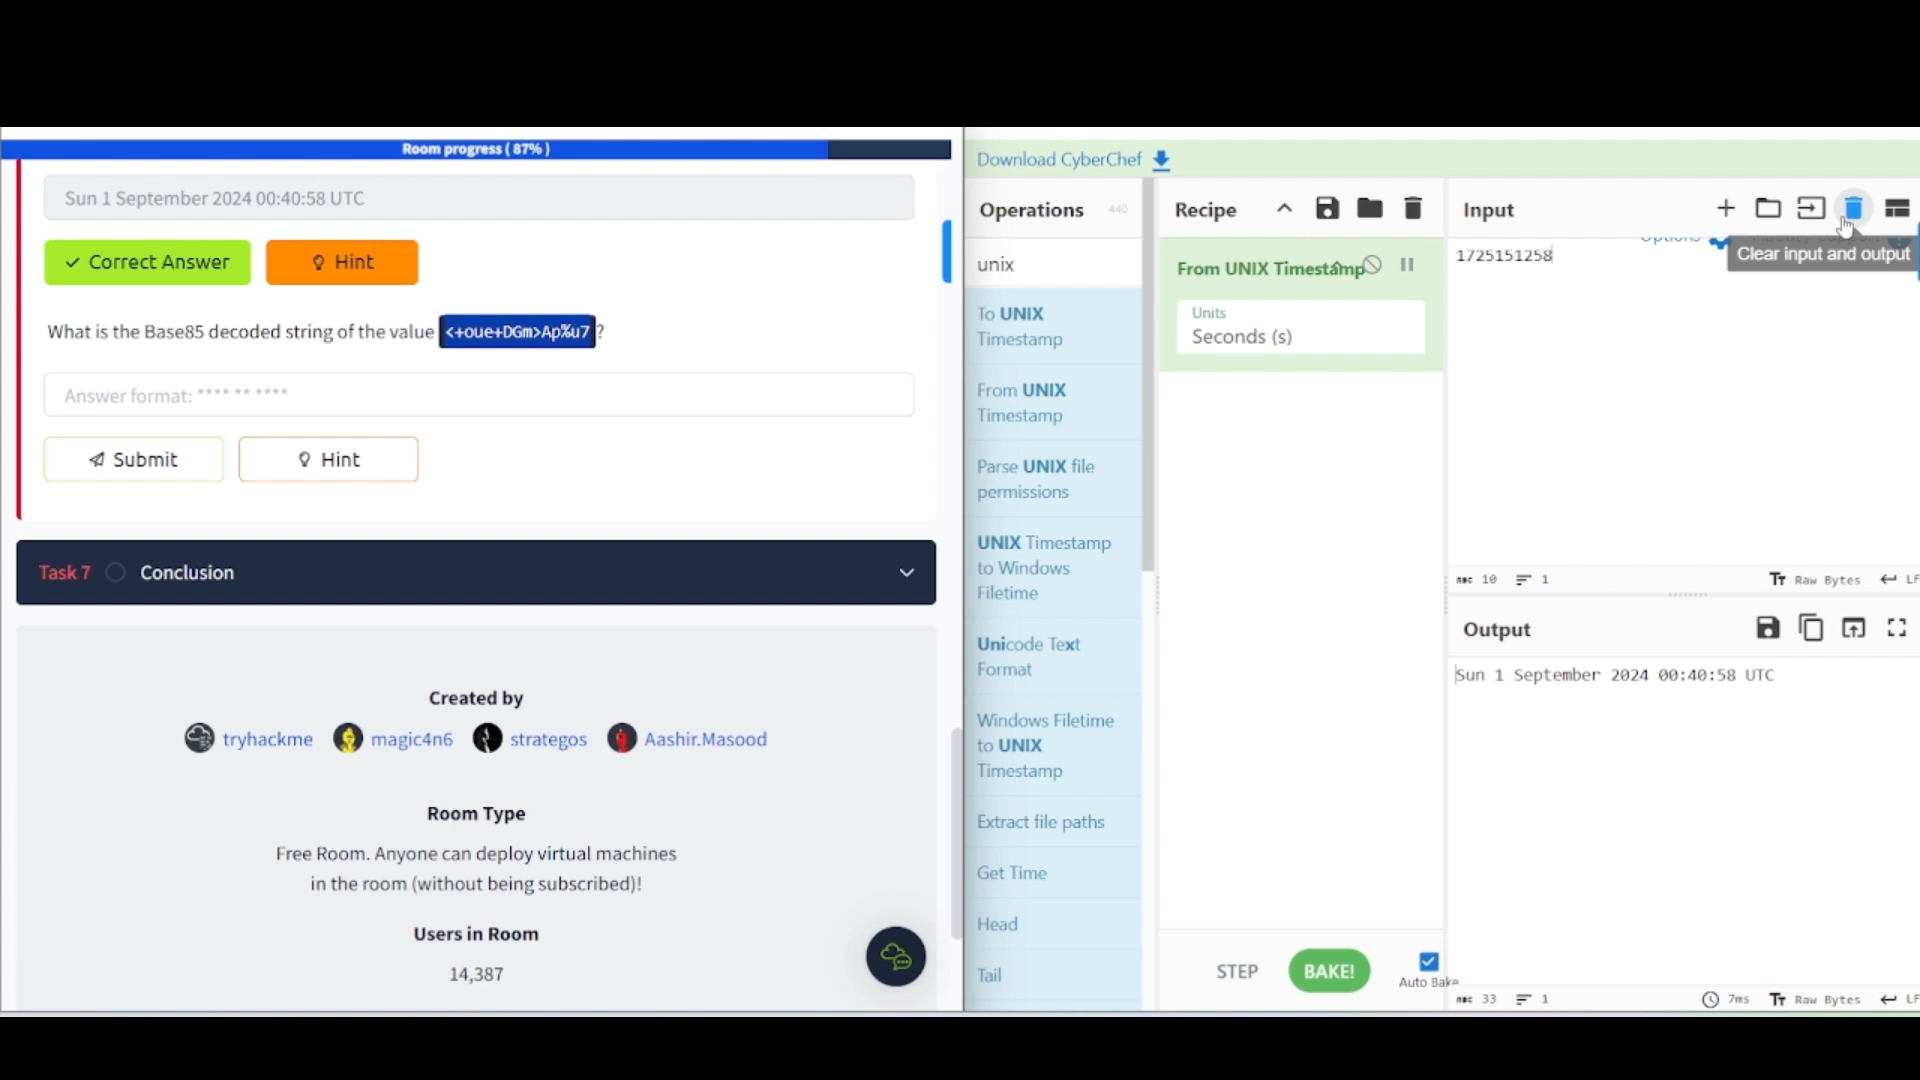 Room progress ( 87% )
Sun 1 September 2024 00:40:58 UTC
Correct Answer
Hint
What is the Base85 decoded string of the value <+oue+DGm>Ap%u7 ?
Answer format: **** ** ****
Submit
Hint
Task 7
Conclusion
Created by
tryhackme
magic4n6
strategos
Aashir.Masood
Room Type
Free Room. Anyone can deploy virtual machines
in the room (without being subscribed)!
Users in Room
14,387
Download CyberChef
Operations
440
unix
To UNIX
Timestamp
From UNIX
Timestamp
Parse UNIX file
permissions
UNIX Timestamp
to Windows
Filetime
Unicode Text
Format
Windows Filetime
to UNIX
Timestamp
Extract file paths
Get Time
Head
Tail
Recipe
From UNIX Timestamp
Units
Seconds (s)
STEP
BAKE!
Auto Bake
Input
Clear input and output
1725151258
10
1
Raw Bytes
LF
Output
Sun 1 September 2024 00:40:58 UTC
33
1
7ms
Raw Bytes
LF